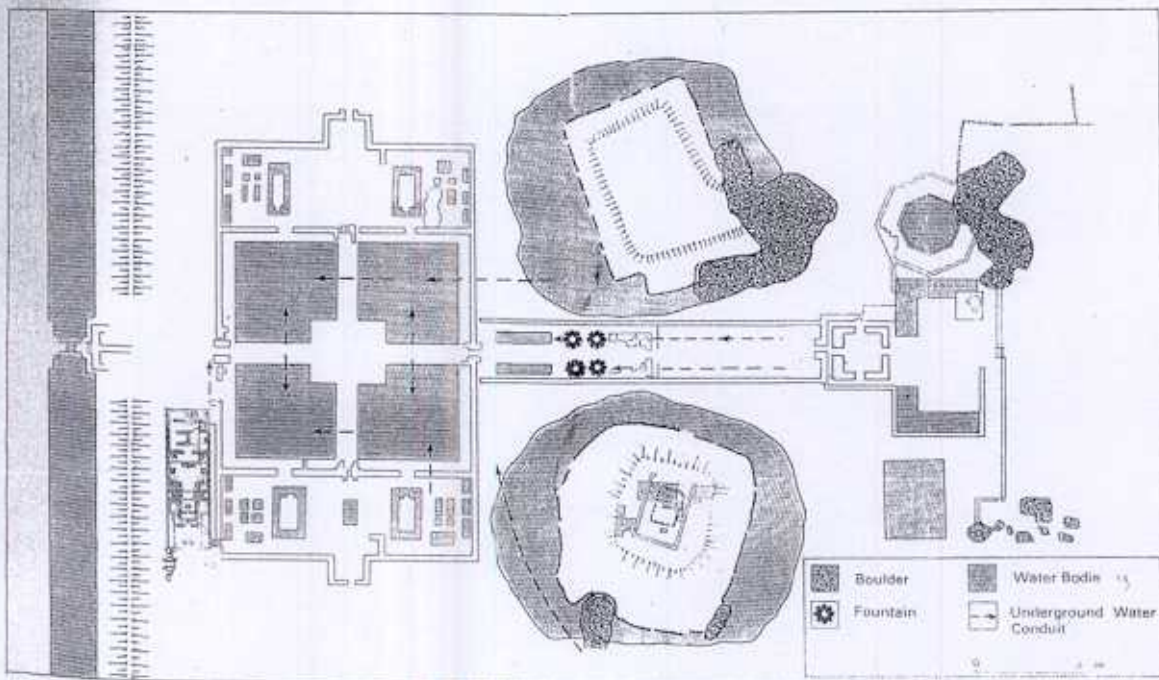 Boulder
Water Bodie
Fountain
Underground Water
Conduit